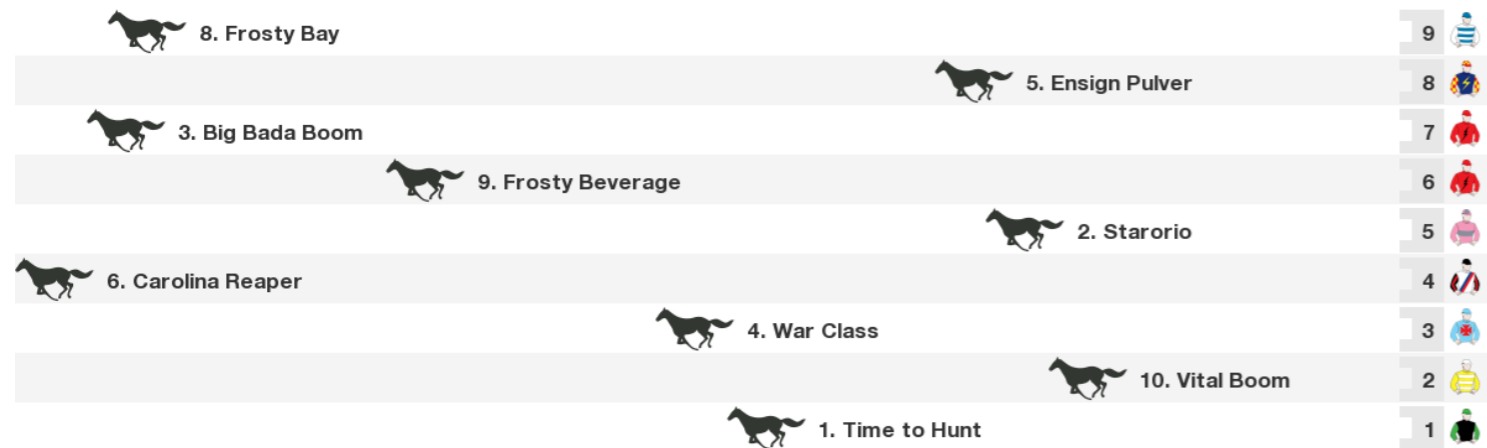 8. Frosty Bay 9
5. Ensign Pulver 8
3. Big Bada Boom 7
9. Frosty Beverage 6
2. Starorio 5
6. Carolina Reaper 4
4. War Class 3
10. Vital Boom 2
1. Time to Hunt 1